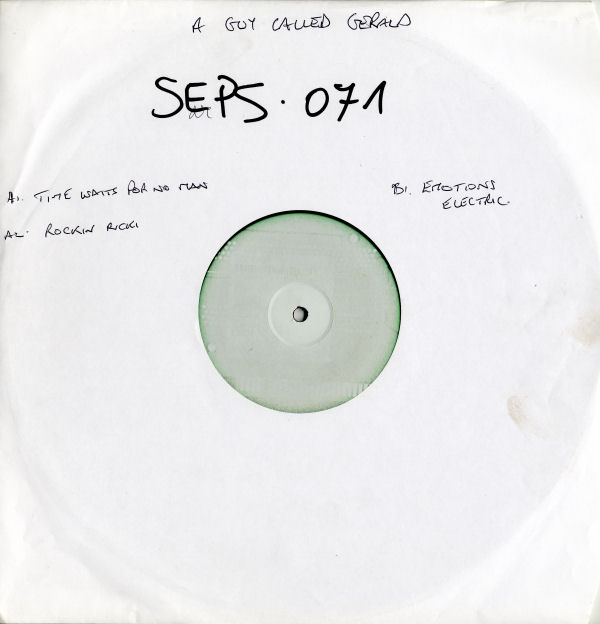 A GUY CALLED GERALD
SEPS. 071
A1. TIME WAITS FOR NO MAN
A2. ROCKIN RICKI
B1. EMOTIONS
ELECTRIC.